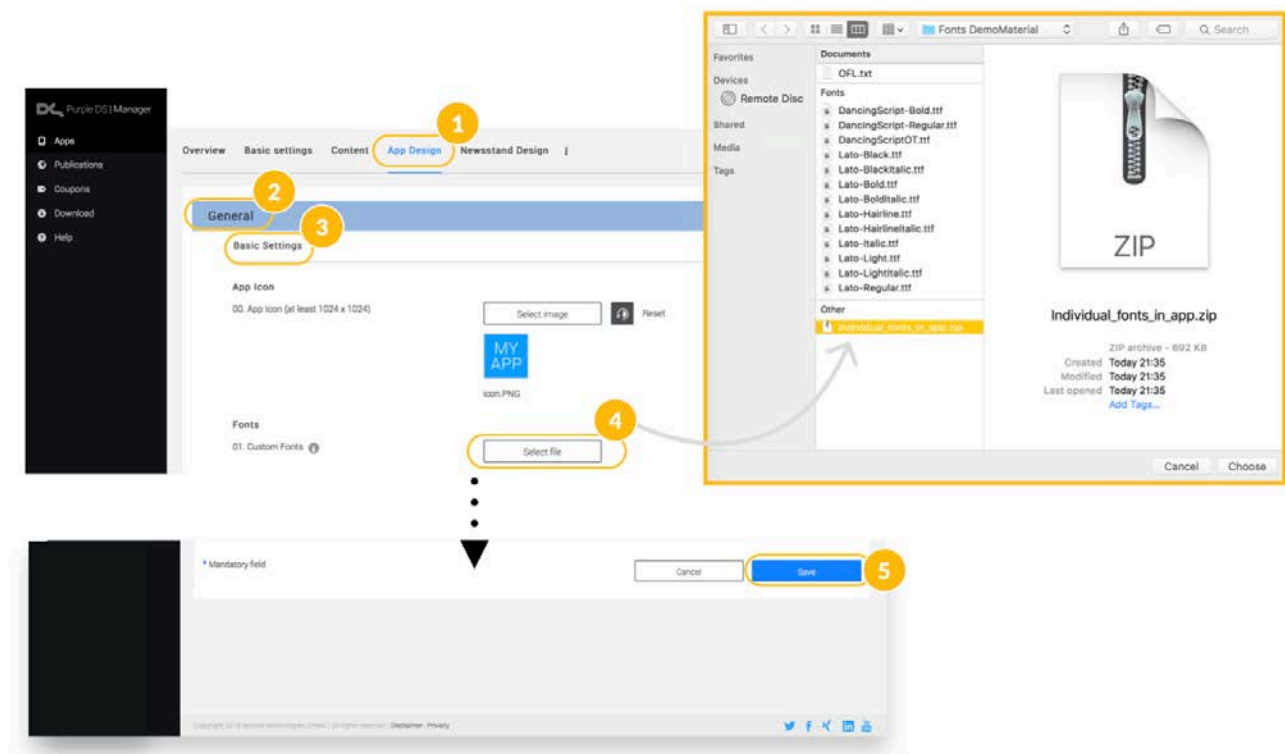 Purple DS | Manager
Apps
Publications
Coupons
Download
Help
1
Overview Basic settings Content App Design Newsstand Design
2
General
3
Basic Settings
App Icon
00. App Icon (at least 1024 x 1024)
Select image
Reset
MY
APP
icon.PNG
4
Fonts
01. Custom Fonts
Select file
Fonts DemoMaterial
Search
Favorites
Devices
Remote Disc
Shared
Media
Tags
Documents
OFL.txt
Fonts
DancingScript-Bold.ttf
DancingScript-Regular.ttf
DancingScriptOT.ttf
Lato-Black.ttf
Lato-BlackItalic.ttf
Lato-Bold.ttf
Lato-BoldItalic.ttf
Lato-Hairline.ttf
Lato-HairlineItalic.ttf
Lato-Italic.ttf
Lato-Light.ttf
Lato-LightItalic.ttf
Lato-Regular.ttf
Other
Individual_fonts_in_app.zip
ZIP
Individual_fonts_in_app.zip
ZIP archive - 692 KB
Created Today 21:35
Modified Today 21:35
Last opened Today 21:35
Add Tags...
Cancel Choose
* Mandatory field
Cancel
Save
5
All rights reserved. Disclaimer. Privacy